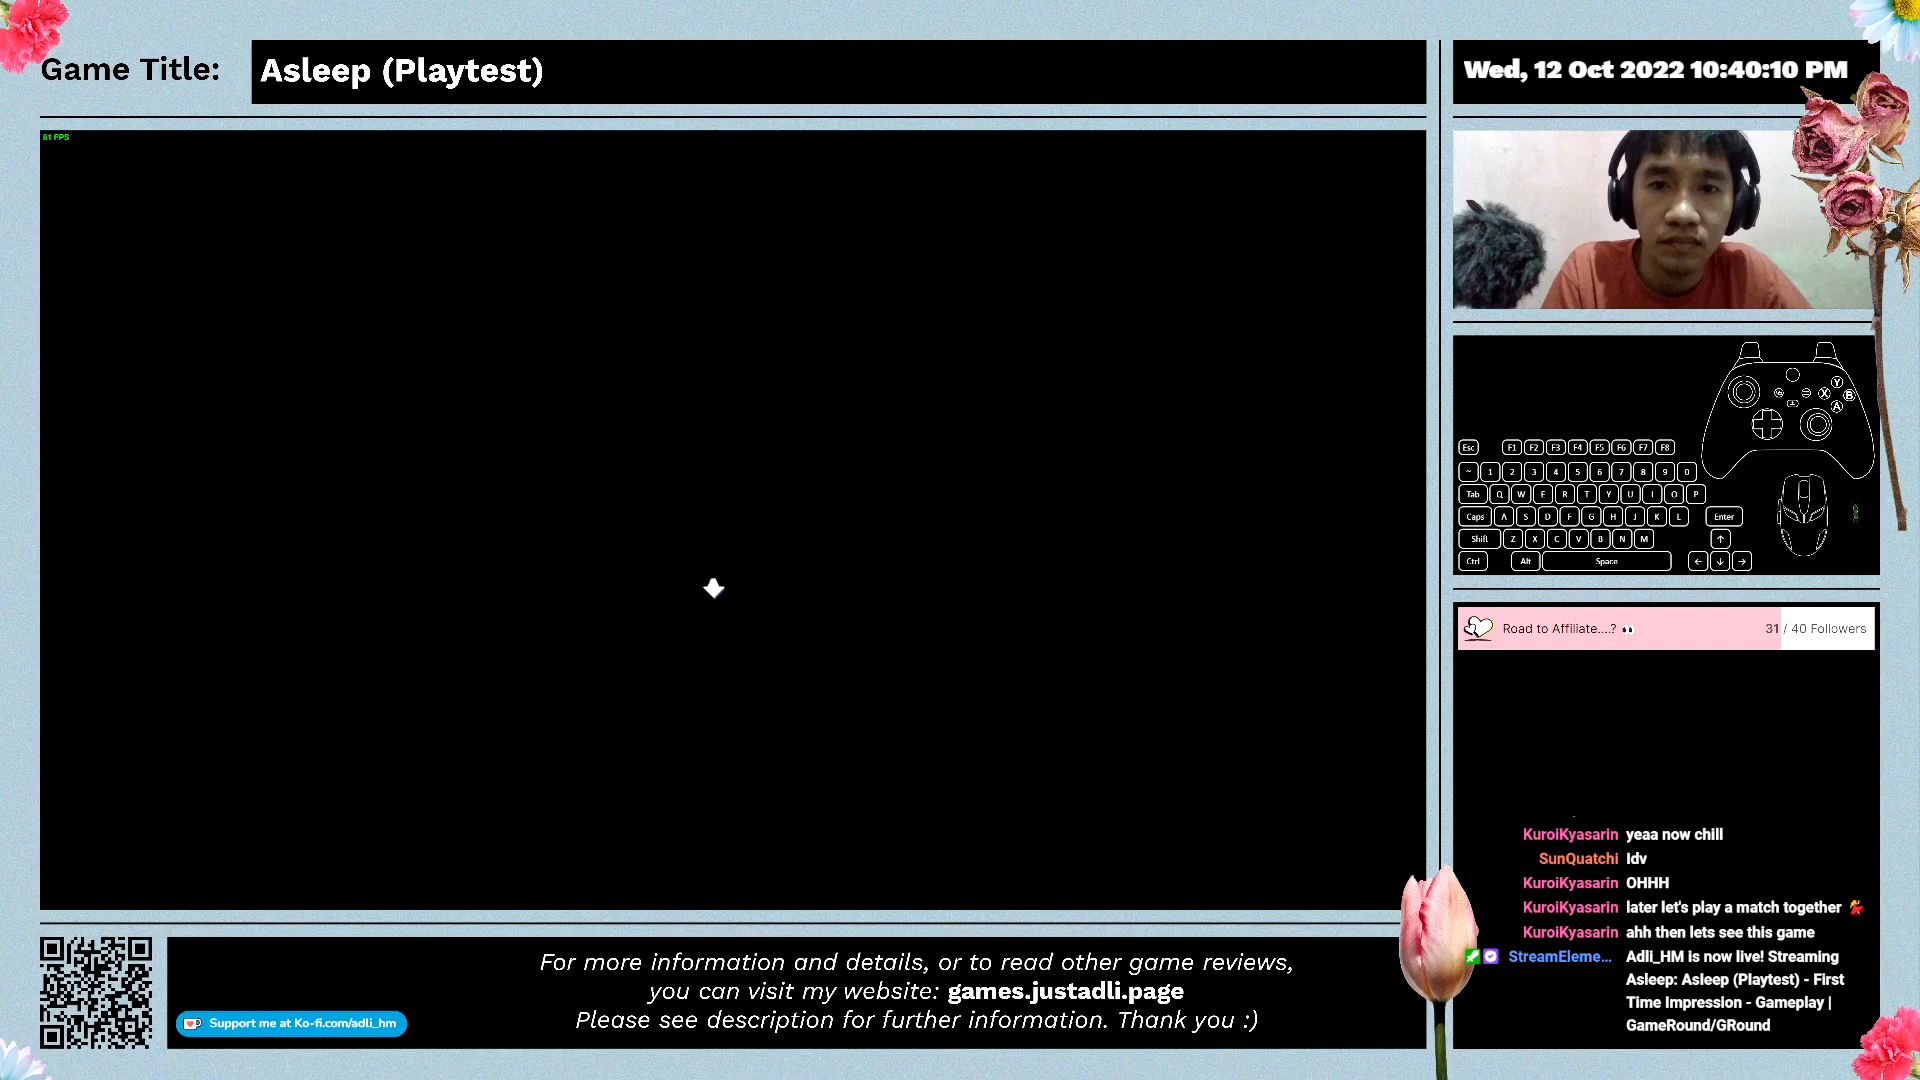 Game Title:
Asleep (Playtest)
Wed, 12 Oct 2022 10:40:10 PM
61 FPS
Y
X
B
A
Esc F1 F2 F3 F4 F5 F6 F7 F8
~ 1 2 3 4 5 6 7 8 9 0
Tab Q W E R T Y U I O P
Caps A S D F G H J K L Enter
Shift Z X C V B N M ↑
Ctrl Alt Space ← ↓ →
Road to Affiliate....? 👀 31 / 40 Followers
KuroiKyasarin yeaa now chill
SunQuatchi Idv
KuroiKyasarin OHHH
KuroiKyasarin later let's play a match together 💃
KuroiKyasarin ahh then lets see this game
StreamEleme... Adli_HM is now live! Streaming
Asleep: Asleep (Playtest) - First
Time Impression - Gameplay |
GameRound/GRound
For more information and details, or to read other game reviews,
you can visit my website: games.justadli.page
Please see description for further information. Thank you :)
Support me at Ko-fi.com/adli_hm